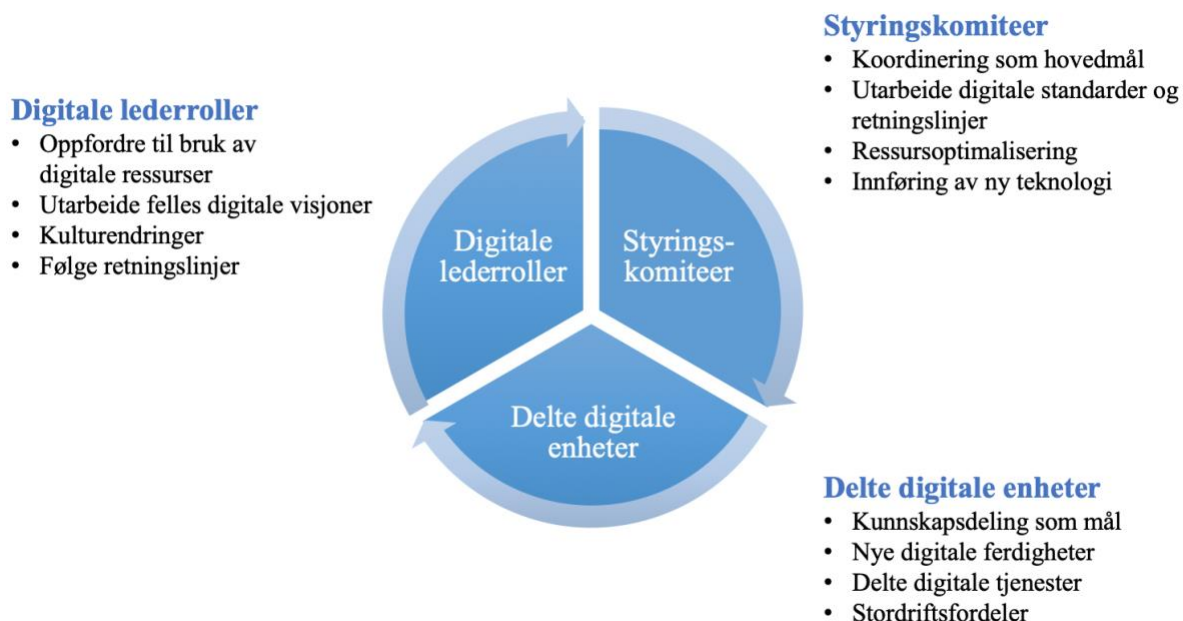 Styringskomiteer
• Koordinering som hovedmål
• Utarbeide digitale standarder og
retningslinjer
• Ressursoptimalisering
• Innføring av ny teknologi
Digitale lederroller
• Oppfordre til bruk av
digitale ressurser
• Utarbeide felles digitale visjoner
• Kulturendringer
• Følge retningslinjer
Digitale
lederroller
Styrings-
komiteer
Delte digitale
enheter
Delte digitale enheter
• Kunnskapsdeling som mål
• Nye digitale ferdigheter
• Delte digitale tjenester
• Stordriftsfordeler